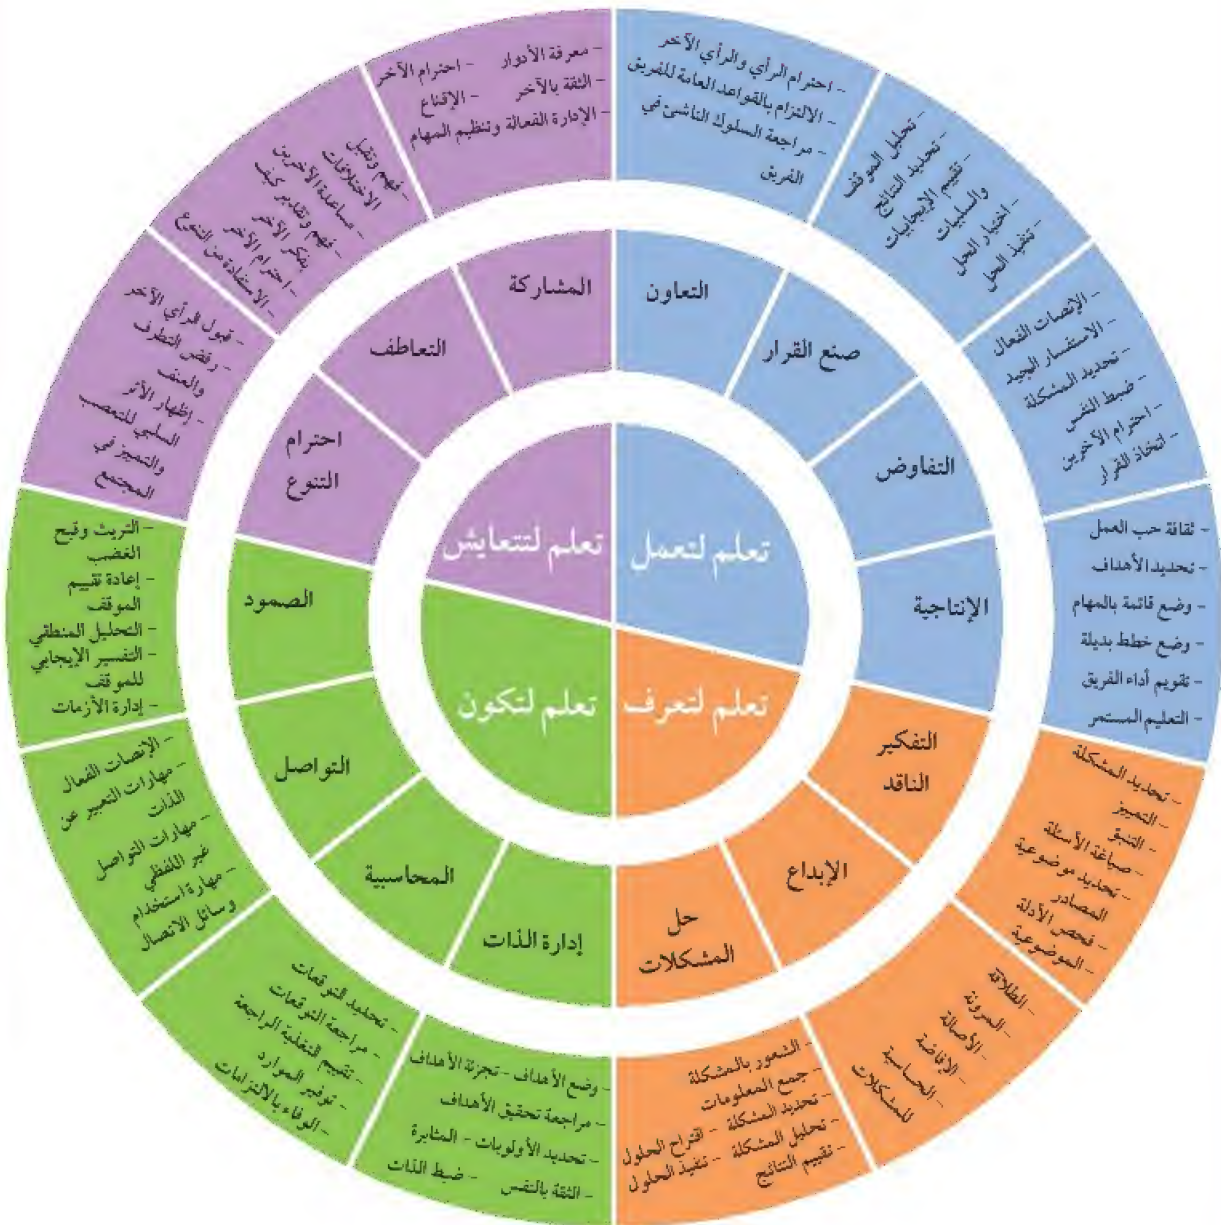 تعلم لتعمل
تعلم لتعرف
تعلم لتكون
تعلم لتتعايش
التعاون
صنع القرار
التفاوض
الإنتاجية
التفكير
الناقد
الإبداع
حل
المشكلات
إدارة الذات
المحاسبية
التواصل
الصمود
احترام
التنوع
التعاطف
المشاركة
- احترام الرأي والرأي الآخر
- الالتزام بالقواعد العامة للفريق
- مراجعة السلوك الناشئ في
الفريق
- تحليل الموقف
- تحديد النتائج
- تقييم الإيجابيات
والسلبيات
- اختيار الحل
- تنفيذ الحل
- الإنصات الفعال
- الاستفسار الجيد
- تحديد المشكلة
- ضبط النفس
- احترام الآخرين
- اتخاذ القرار
- ثقافة حب العمل
- تحديد الأهداف
- وضع قائمة بالمهام
- وضع خطط بديلة
- تقويم أداء الفريق
- التعليم المستمر
- تحديد المشكلة
- التمييز
- التنبؤ
- صياغة الأسئلة
- تحديد موضوعية
المصادر
- فحص الأدلة
- الموضوعية
- الطلاقة
- المرونة
- الأصالة
- الإفاضة
- الحساسية
للمشكلات
- الشعور بالمشكلة
- جمع المعلومات
- تحديد المشكلة - اقتراح الحلول
- تحليل المشكلة - تنفيذ الحلول
- تقييم النتائج
- وضع الأهداف - تجزئة الأهداف
- مراجعة تحقيق الأهداف
- تحديد الأولويات - المثابرة
- الثقة بالنفس - ضبط الذات
- تحديد التوقعات
- مراجعة التوقعات
- تقييم التغذية الراجعة
- توفير الموارد
- الوفاء بالالتزامات
- الإنصات الفعال
- مهارات التعبير عن
الذات
- مهارات التواصل
غير اللفظي
- مهارة استخدام
وسائل الاتصال
- التريث وقبح
الغضب
- إعادة تقييم
الموقف
- التحليل المنطقي
- التفسير الإيجابي
للموقف
- إدارة الأزمات
- قبول الرأي الآخر
- رفض التطرف
والعنف
- إظهار الأثر
السلبي للتعصب
والتمييز في
المجتمع
- فهم وتقبل
الاختلافات
- مساعدة الآخرين
- فهم وتقدير كيف
يفكر الآخر
- احترام الآخر
- الاستفادة من التنوع
- معرفة الأدوار - احترام الآخر
- الثقة بالآخر - الإقناع
- الإدارة الفعالة وتنظيم المهام